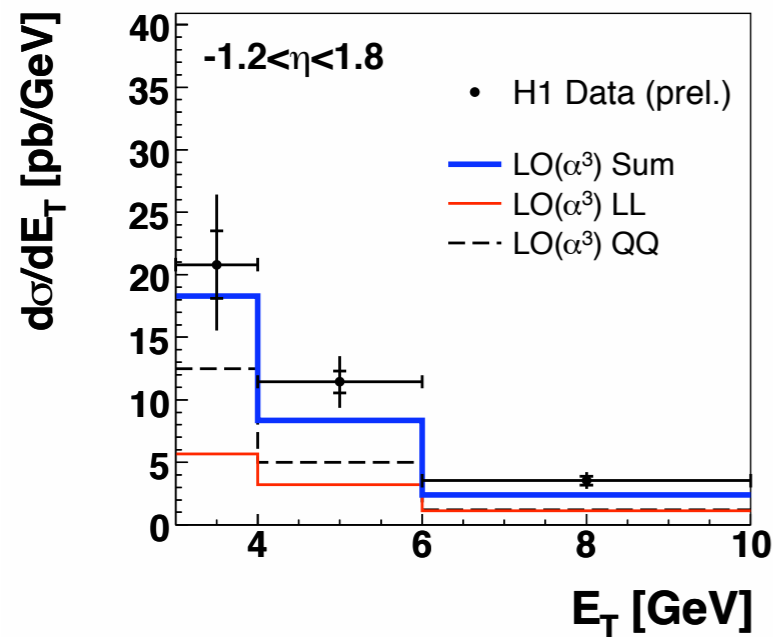 dσ/dE_T [pb/GeV]
40
35
30
25
20
15
10
5
0
-1.2<η<1.8
H1 Data (prel.)
LO(α³) Sum
LO(α³) LL
LO(α³) QQ
4 6 8 10
E_T [GeV]